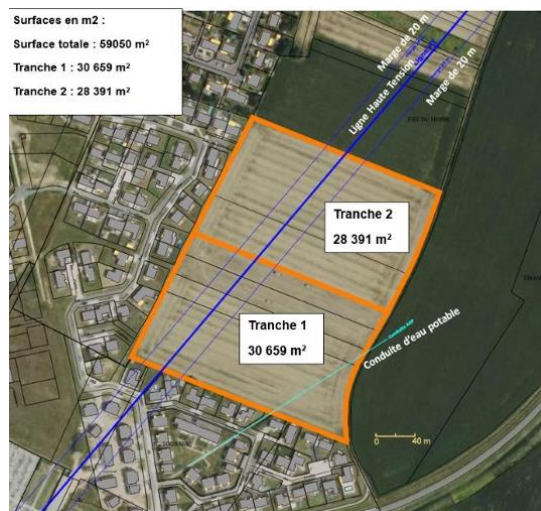 Surfaces en m2 :
Surface totale : 59050 m²
Tranche 1 : 30 659 m²
Tranche 2 : 28 391 m²
Marge de 20 m
Ligne Haute Tension
Marge de 20 m
Tranche 2
28 391 m²
Tranche 1
30 659 m²
Conduite d'eau potable
0 40 m